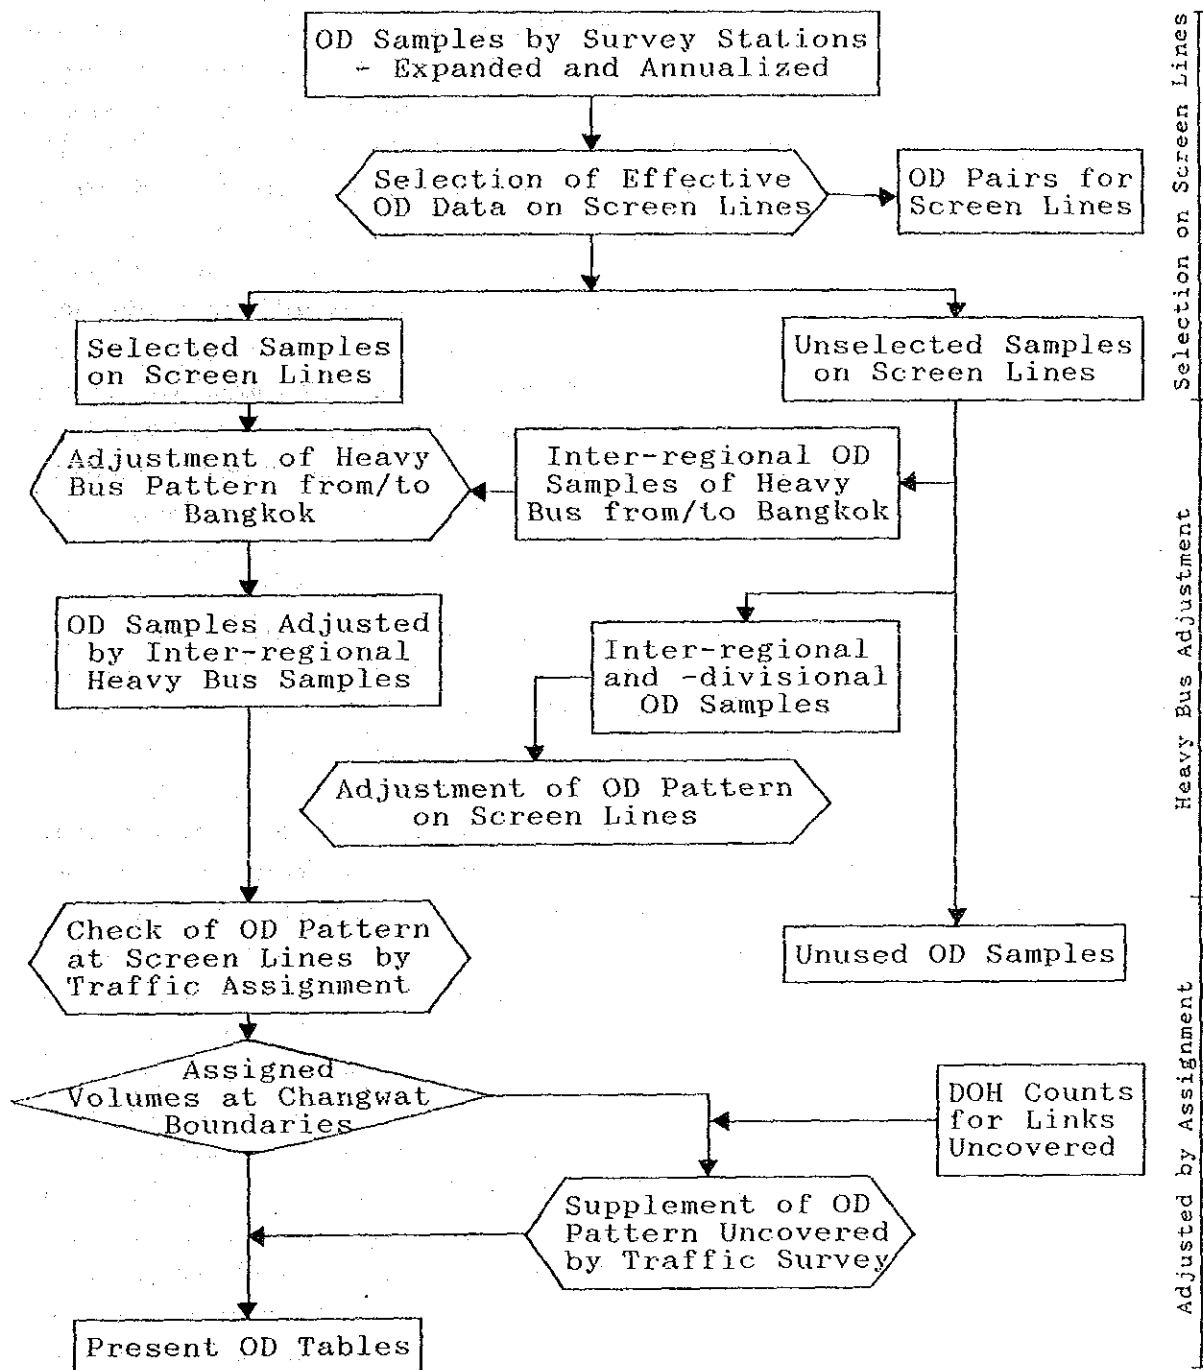 OD Samples by Survey Stations
- Expanded and Annualized
Selection of Effective
OD Data on Screen Lines
OD Pairs for
Screen Lines
Selected Samples
on Screen Lines
Unselected Samples
on Screen Lines
Adjustment of Heavy
Bus Pattern from/to
Bangkok
Inter-regional OD
Samples of Heavy
Bus from/to Bangkok
OD Samples Adjusted
by Inter-regional
Heavy Bus Samples
Inter-regional
and -divisional
OD Samples
Adjustment of OD Pattern
on Screen Lines
Check of OD Pattern
at Screen Lines by
Traffic Assignment
Unused OD Samples
Assigned
Volumes at Changwat
Boundaries
DOH Counts
for Links
Uncovered
Supplement of OD
Pattern Uncovered
by Traffic Survey
Present OD Tables
Selection on Screen Lines
Heavy Bus Adjustment
Adjusted by Assignment